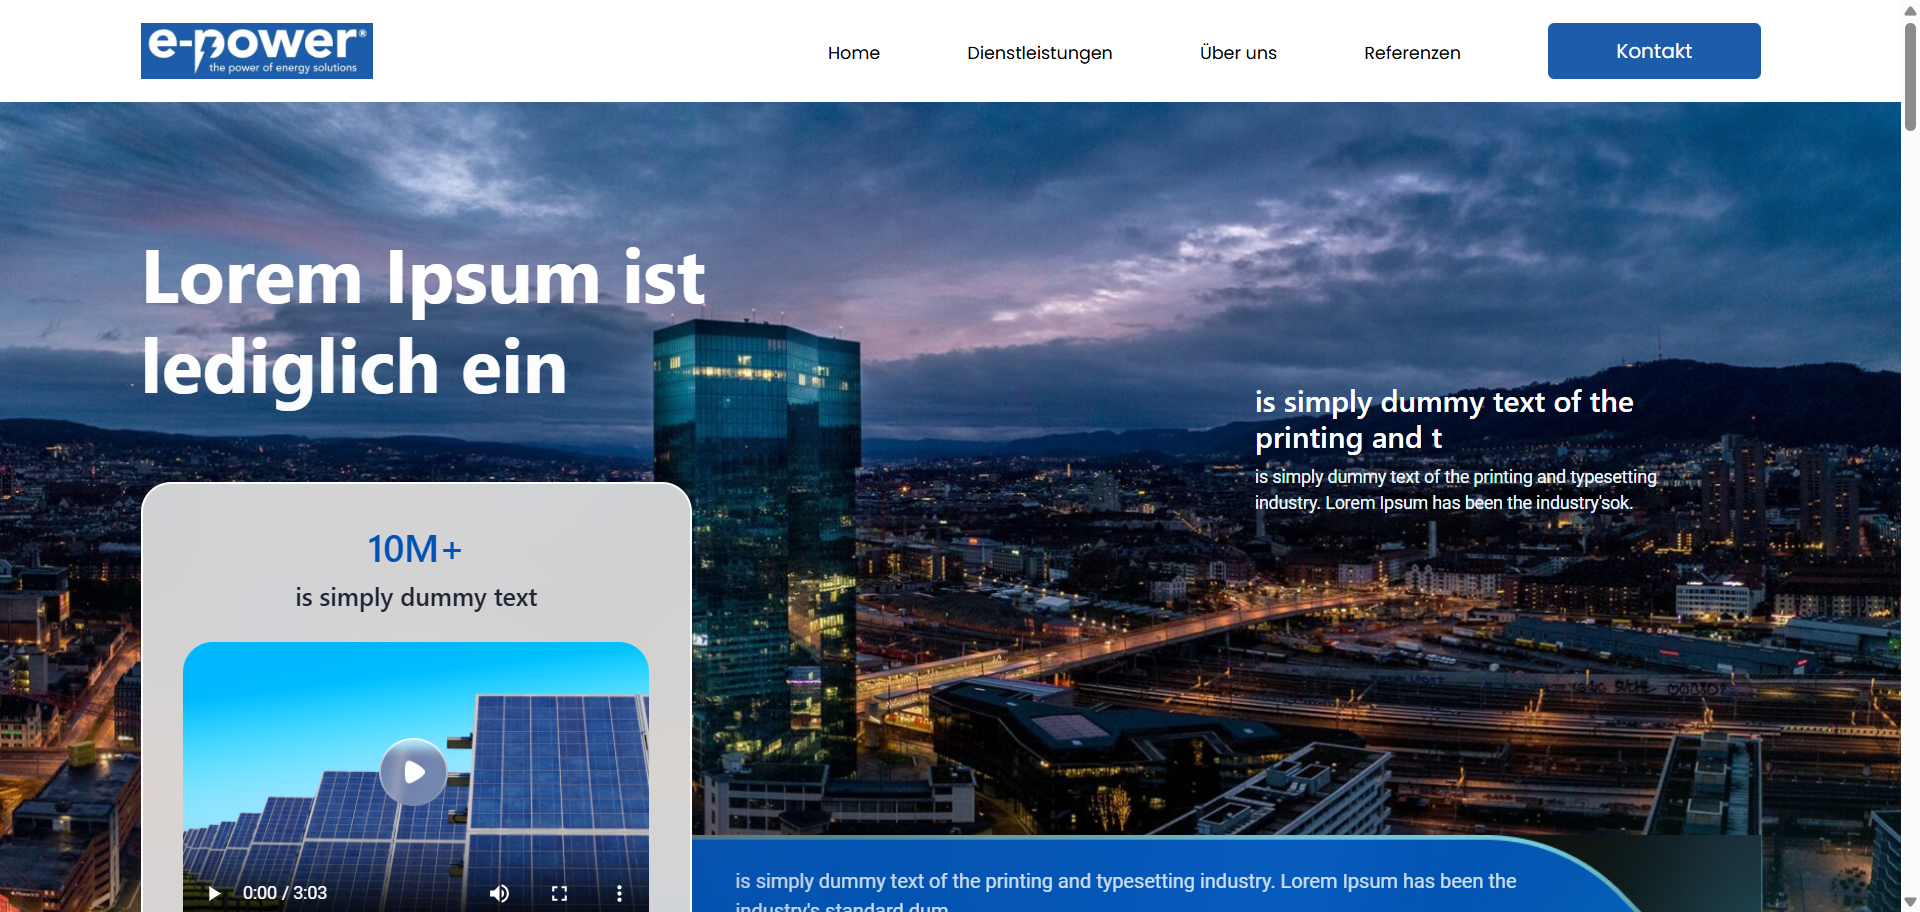 e-power®
the power of energy solutions
Home
Dienstleistungen
Über uns
Referenzen
Kontakt
Lorem Ipsum ist
lediglich ein
is simply dummy text of the
printing and t
is simply dummy text of the printing and typesetting
industry. Lorem Ipsum has been the industry'sok.
10M+
is simply dummy text
0:00 / 3:03
is simply dummy text of the printing and typesetting industry. Lorem Ipsum has been the
industry's standard dum